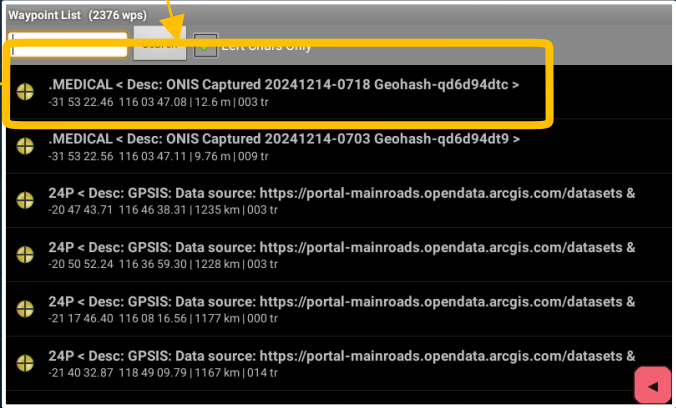 Waypoint List (2376 wps)
Search Left Chars Only
.MEDICAL < Desc: ONIS Captured 20241214-0718 Geohash-qd6d94dtc >
-31 53 22.46 116 03 47.08 | 12.6 m | 003 tr
.MEDICAL < Desc: ONIS Captured 20241214-0703 Geohash-qd6d94dt9 >
-31 53 22.56 116 03 47.11 | 9.76 m | 009 tr
24P < Desc: GPSIS: Data source: https://portal-mainroads.opendata.arcgis.com/datasets &
-20 47 43.71 116 46 38.31 | 1235 km | 003 tr
24P < Desc: GPSIS: Data source: https://portal-mainroads.opendata.arcgis.com/datasets &
-20 50 52.24 116 36 59.30 | 1228 km | 003 tr
24P < Desc: GPSIS: Data source: https://portal-mainroads.opendata.arcgis.com/datasets &
-21 17 46.40 116 08 16.56 | 1177 km | 000 tr
24P < Desc: GPSIS: Data source: https://portal-mainroads.opendata.arcgis.com/datasets &
-21 40 32.87 118 49 09.79 | 1167 km | 014 tr